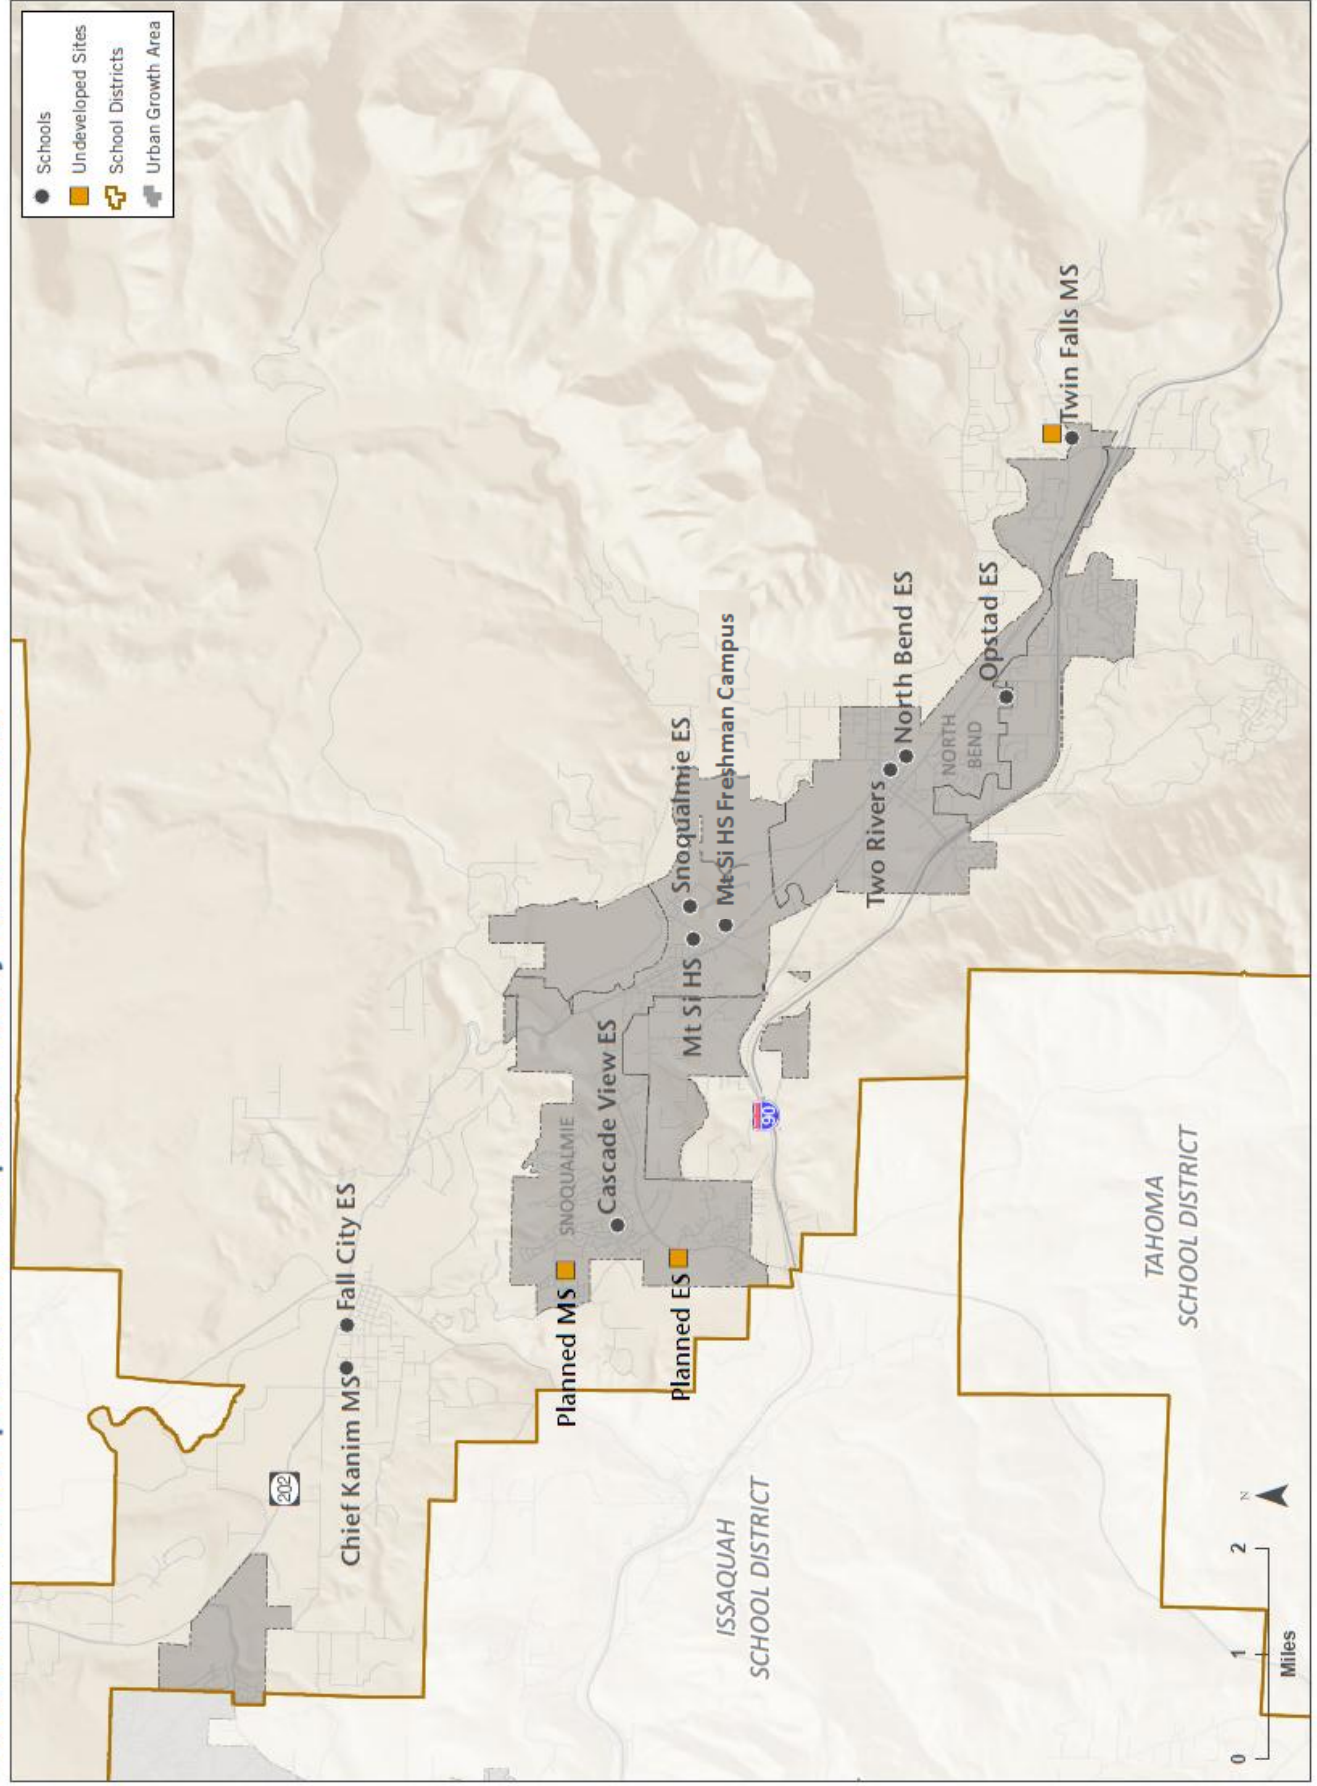 Schools
Undeveloped Sites
School Districts
Urban Growth Area
202
Chief Kanim MS
Fall City ES
Planned MS
SNOQUALMIE
Cascade View ES
Planned ES
Snoqualmie ES
Mt Si HS
Mt Si HS Freshman Campus
90
Two Rivers
North Bend ES
NORTH
BEND
Opstad ES
Twin Falls MS
ISSAQUAH
SCHOOL DISTRICT
TAHOMA
SCHOOL DISTRICT
N
0 1 2
Miles